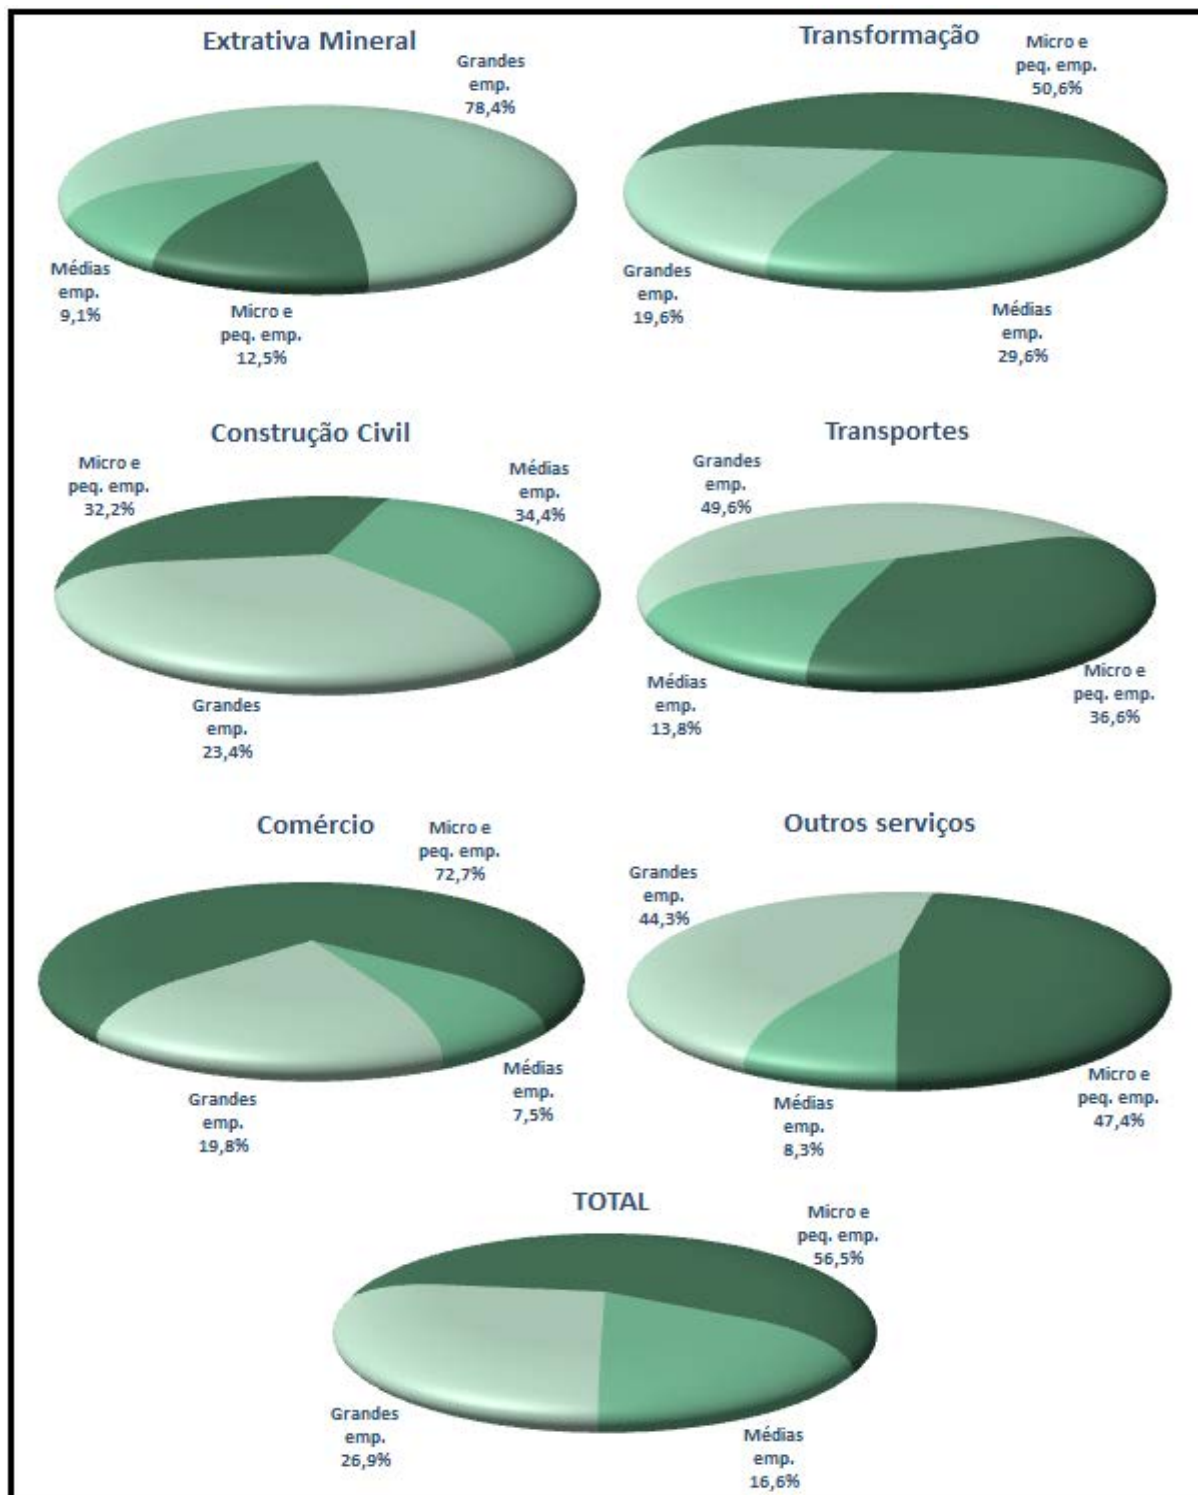 Extrativa Mineral
Grandes
emp.
78,4%
Médias
emp.
9,1%
Micro e
peq. emp.
12,5%
Transformação
Micro e
peq. emp.
50,6%
Grandes
emp.
19,6%
Médias
emp.
29,6%
Construção Civil
Micro e
peq. emp.
32,2%
Médias
emp.
34,4%
Grandes
emp.
23,4%
Transportes
Grandes
emp.
49,6%
Médias
emp.
13,8%
Micro e
peq. emp.
36,6%
Comércio
Micro e
peq. emp.
72,7%
Grandes
emp.
19,8%
Médias
emp.
7,5%
Outros serviços
Grandes
emp.
44,3%
Médias
emp.
8,3%
Micro e
peq. emp.
47,4%
TOTAL
Micro e
peq. emp.
56,5%
Grandes
emp.
26,9%
Médias
emp.
16,6%